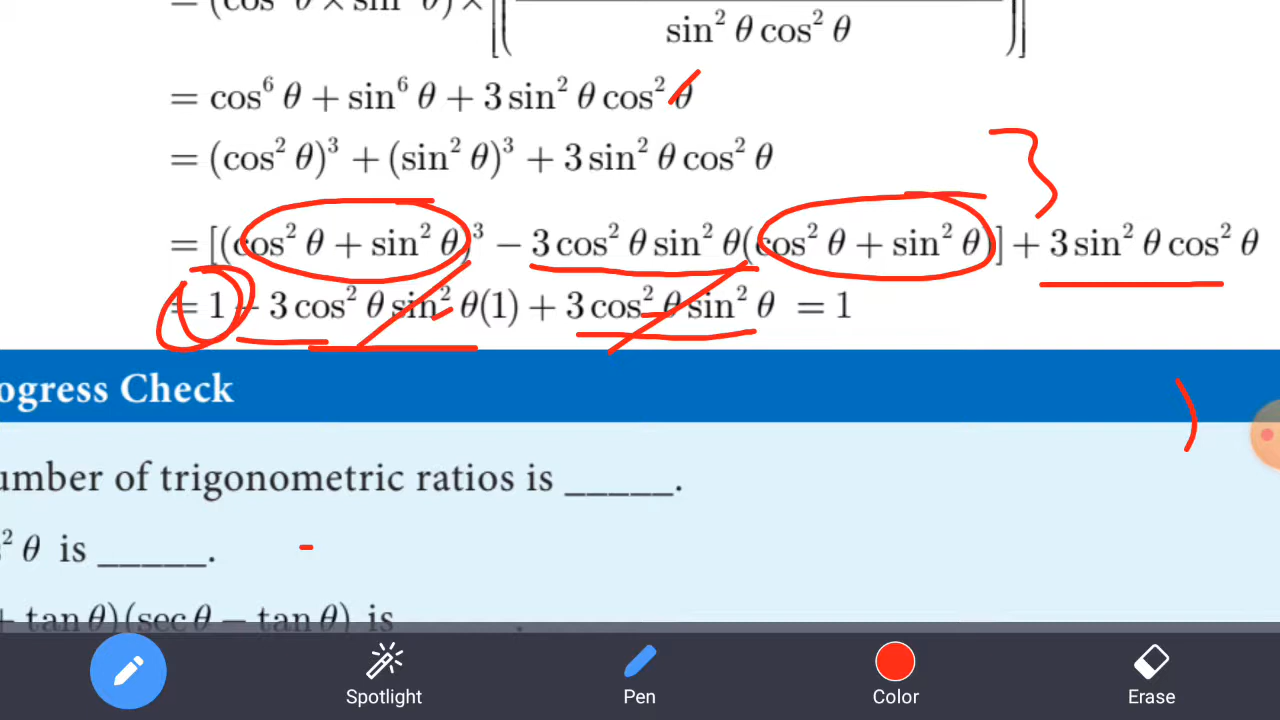 sin² θ cos² θ
= cos⁶ θ + sin⁶ θ + 3 sin² θ cos² θ
= (cos² θ)³ + (sin² θ)³ + 3 sin² θ cos² θ
= [(cos² θ + sin² θ)³ − 3 cos² θ sin² θ(cos² θ + sin² θ)] + 3 sin² θ cos² θ
= 1 − 3 cos² θ sin² θ(1) + 3 cos² θ sin² θ = 1
ogress Check
umber of trigonometric ratios is _____.
² θ is _____.
+ tan θ)(sec θ − tan θ) is
Spotlight Pen Color Erase